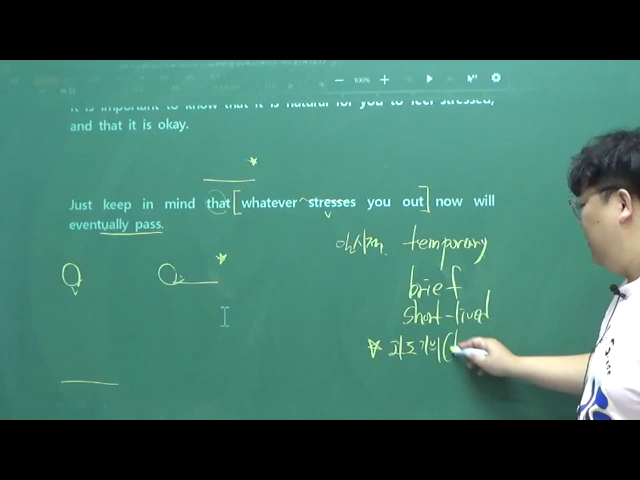 100%
It is important to know that it is natural for you to feel stressed,
and that it is okay.
Just keep in mind that [whatever stresses you out] now will
eventually pass.
temporary
brief
short-lived